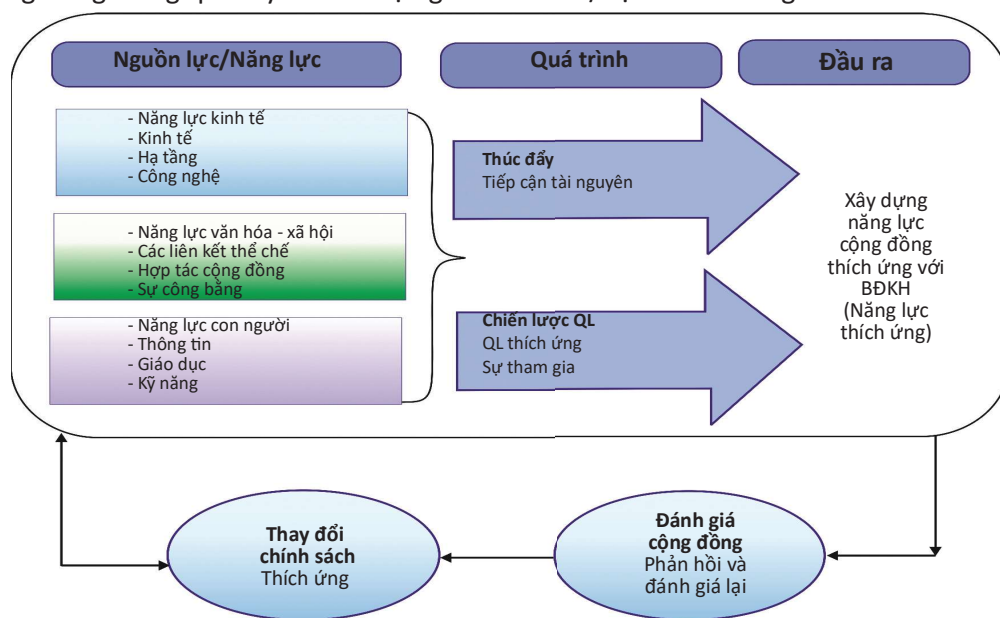 Nguồn lực/Năng lực
Quá trình
Đầu ra
- Năng lực kinh tế
- Kinh tế
- Hạ tầng
- Công nghệ
- Năng lực văn hóa - xã hội
- Các liên kết thể chế
- Hợp tác cộng đồng
- Sự công bằng
- Năng lực con người
- Thông tin
- Giáo dục
- Kỹ năng
Thúc đẩy
Tiếp cận tài nguyên
Chiến lược QL
QL thích ứng
Sự tham gia
Xây dựng
năng lực
cộng đồng
thích ứng với
BĐKH
(Năng lực
thích ứng)
Thay đổi
chính sách
Thích ứng
Đánh giá
cộng đồng
Phản hồi và
đánh giá lại